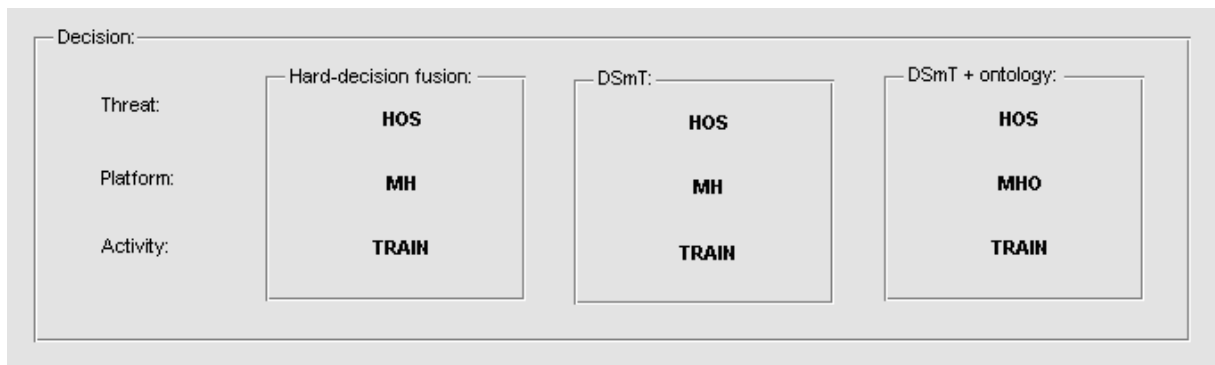 Decision:
Hard-decision fusion: DSmT: DSmT + ontology:
Threat: HOS HOS HOS
Platform: MH MH MHO
Activity: TRAIN TRAIN TRAIN